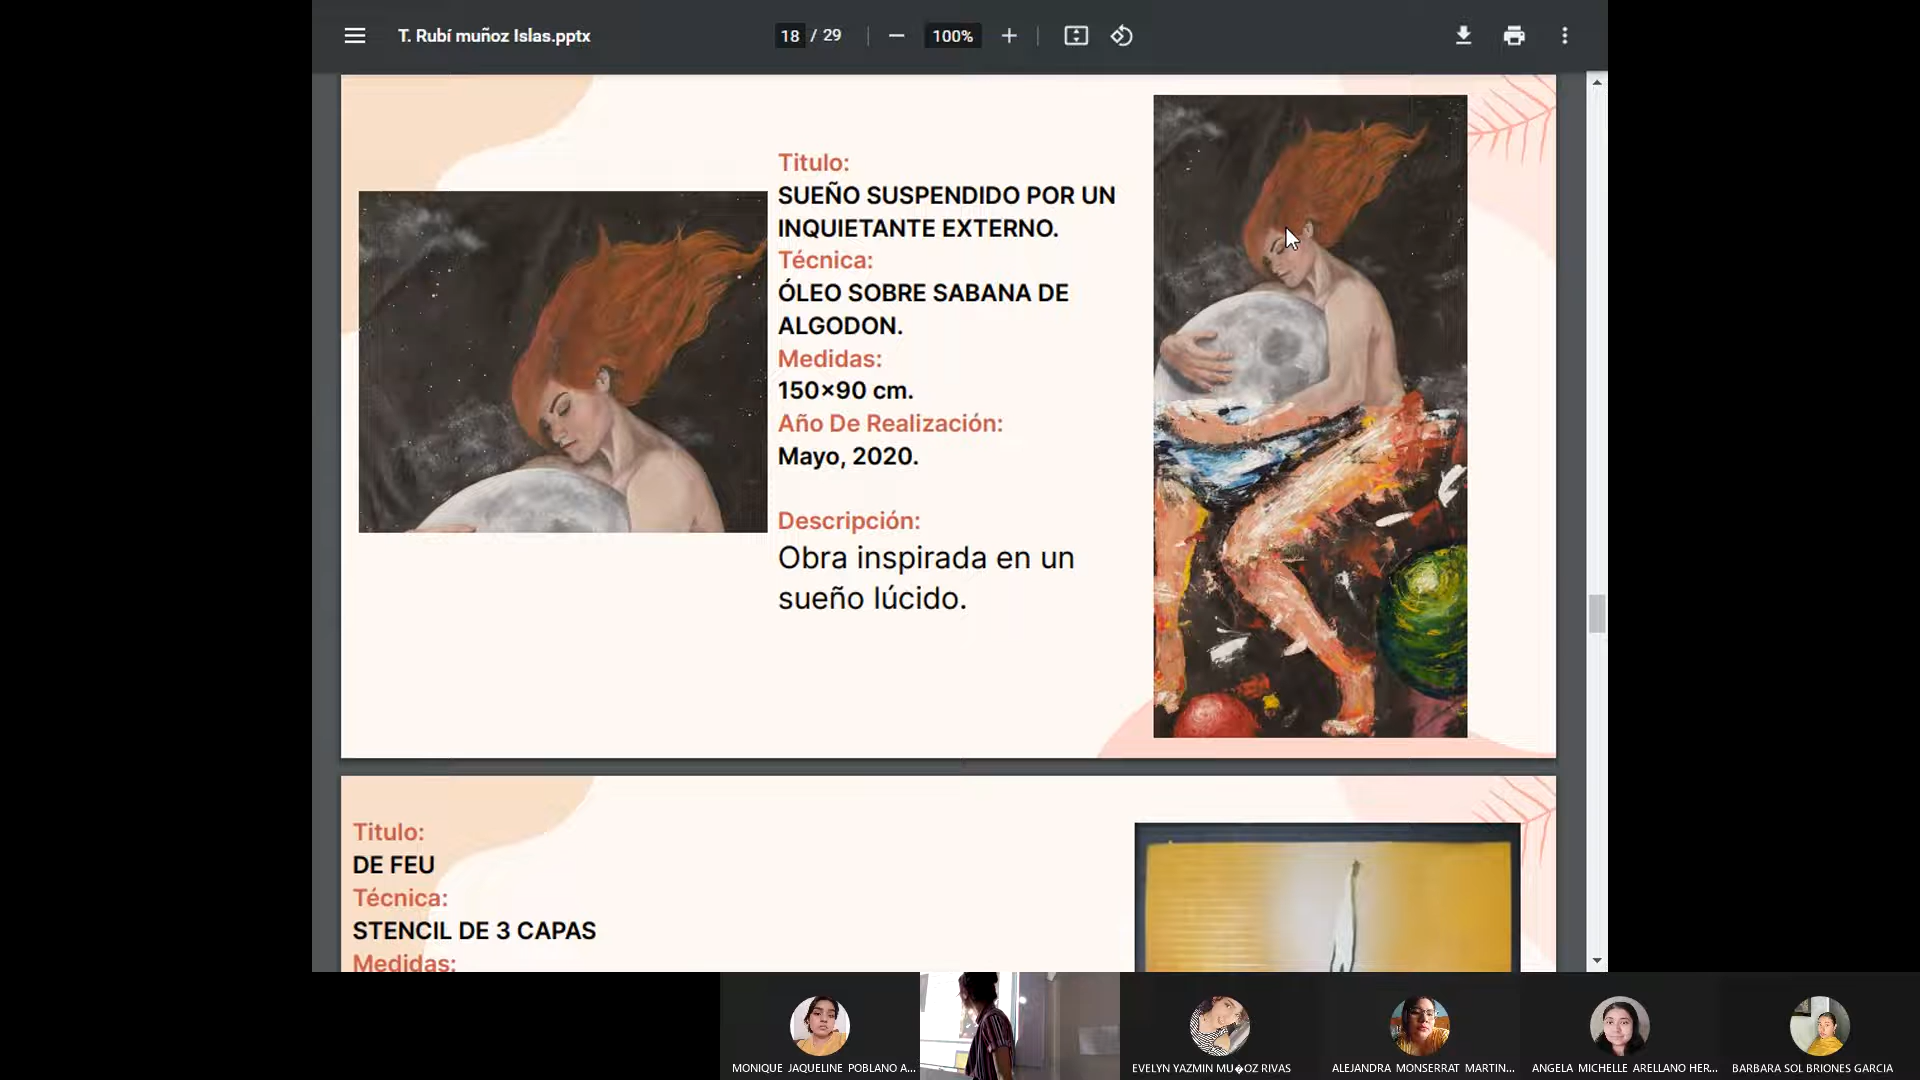 T. Rubí muñoz Islas.pptx
18 / 29
100%
Titulo:
SUEÑO SUSPENDIDO POR UN
INQUIETANTE EXTERNO.
Técnica:
ÓLEO SOBRE SABANA DE
ALGODON.
Medidas:
150×90 cm.
Año De Realización:
Mayo, 2020.
Descripción:
Obra inspirada en un
sueño lúcido.
Titulo:
DE FEU
Técnica:
STENCIL DE 3 CAPAS
Medidas:
MONIQUE JAQUELINE POBLANO A...
EVELYN YAZMIN MU�OZ RIVAS
ALEJANDRA MONSERRAT MARTIN...
ANGELA MICHELLE ARELLANO HER...
BARBARA SOL BRIONES GARCIA